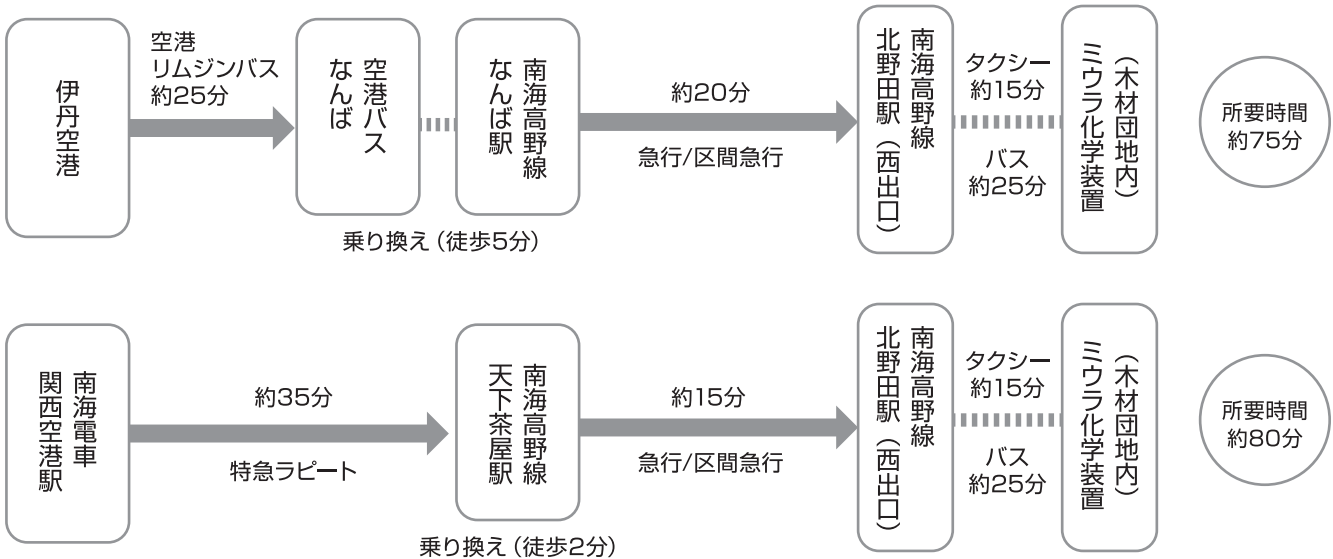 伊丹空港
空港
リムジンバス
約25分
空港バス
なんば
乗り換え（徒歩5分）
南海高野線
なんば駅
約20分
急行/区間急行
南海高野線
北野田駅（西出口）
タクシー
約15分
バス
約25分
（木材団地内）
ミウラ化学装置
所要時間
約75分
南海電車
関西空港駅
約35分
特急ラピート
南海高野線
天下茶屋駅
乗り換え（徒歩2分）
約15分
急行/区間急行
南海高野線
北野田駅（西出口）
タクシー
約15分
バス
約25分
（木材団地内）
ミウラ化学装置
所要時間
約80分